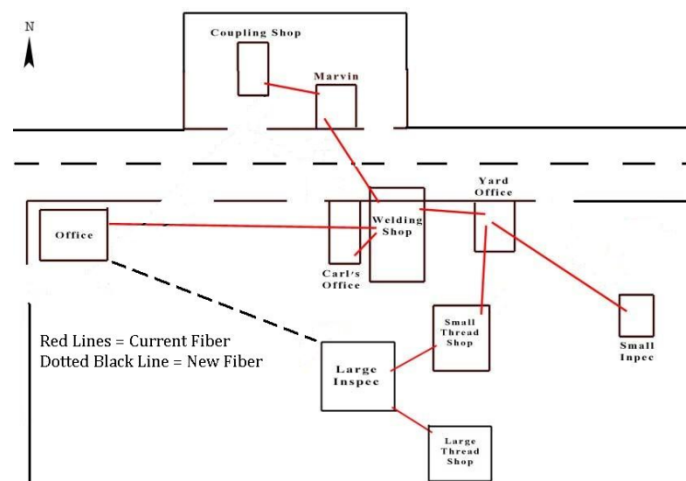 N
Coupling Shop
Marvin
Yard
Office
Office
Welding
Shop
Carl's
Office
Red Lines = Current Fiber
Dotted Black Line = New Fiber
Small
Thread
Shop
Small
Inpec
Large
Inspec
Large
Thread
Shop